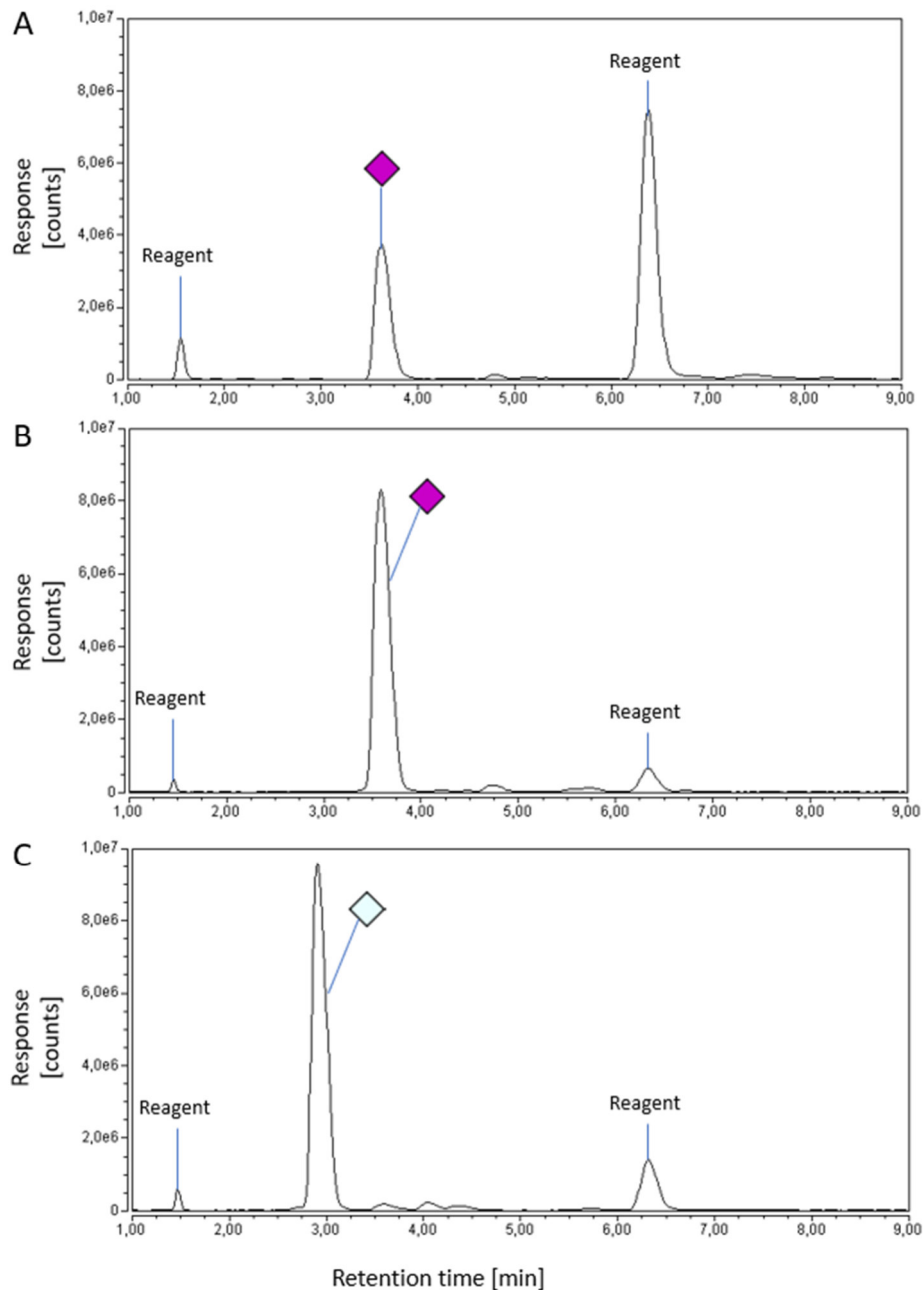 A
1,0e7
8,0e6
6,0e6
4,0e6
2,0e6
0
Response
[counts]
Reagent
Reagent
1,00 2,00 3,00 4,00 5,00 6,00 7,00 8,00 9,00
B
1,0e7
8,0e6
6,0e6
4,0e6
2,0e6
0
Response
[counts]
Reagent
Reagent
1,00 2,00 3,00 4,00 5,00 6,00 7,00 8,00 9,00
C
1,0e7
8,0e6
6,0e6
4,0e6
2,0e6
0
Response
[counts]
Reagent
Reagent
1,00 2,00 3,00 4,00 5,00 6,00 7,00 8,00 9,00
Retention time [min]